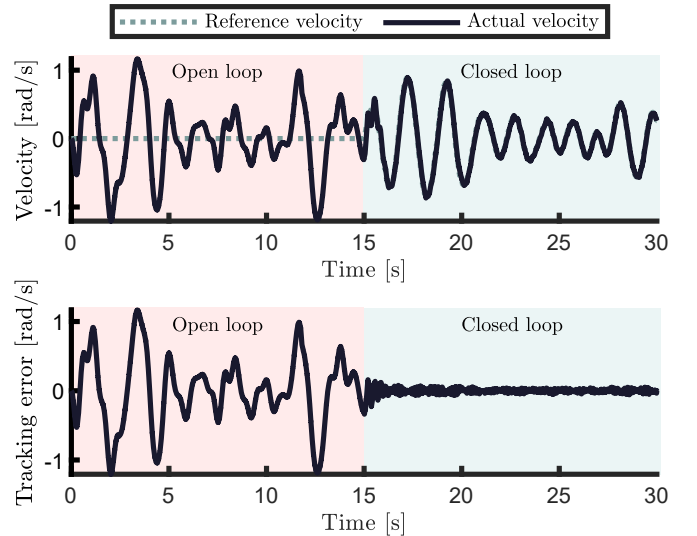 Reference velocity Actual velocity
Velocity [rad/s]
1
0
-1
Open loop Closed loop
0 5 10 15 20 25 30
Time [s]
Tracking error [rad/s]
1
0
-1
Open loop Closed loop
0 5 10 15 20 25 30
Time [s]